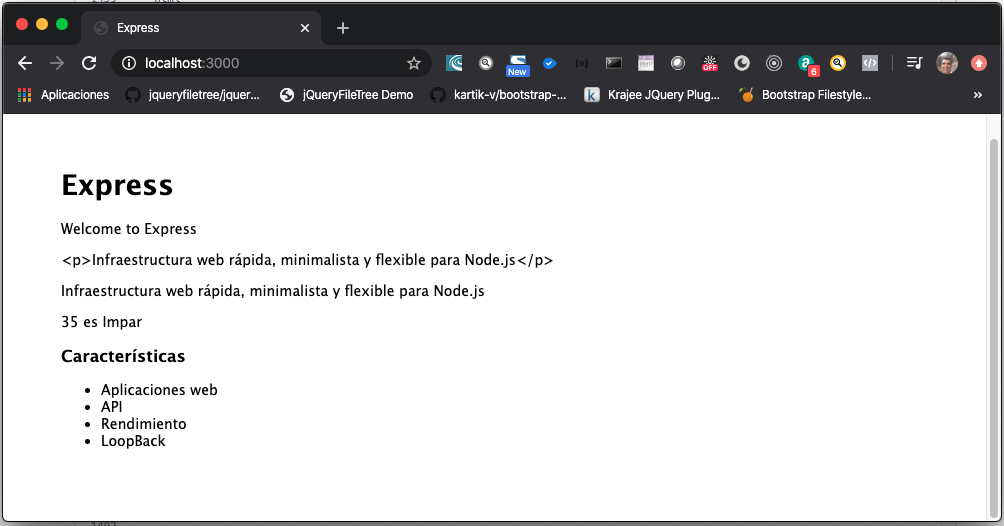 Express
localhost:3000
New
OFF
6
Aplicaciones
jqueryfiletree/jquer...
jQueryFileTree Demo
kartik-v/bootstrap-...
Krajee JQuery Plug...
Bootstrap Filestyle...
Express
Welcome to Express
<p>Infraestructura web rápida, minimalista y flexible para Node.js</p>
Infraestructura web rápida, minimalista y flexible para Node.js
35 es Impar
Características
Aplicaciones web
API
Rendimiento
LoopBack